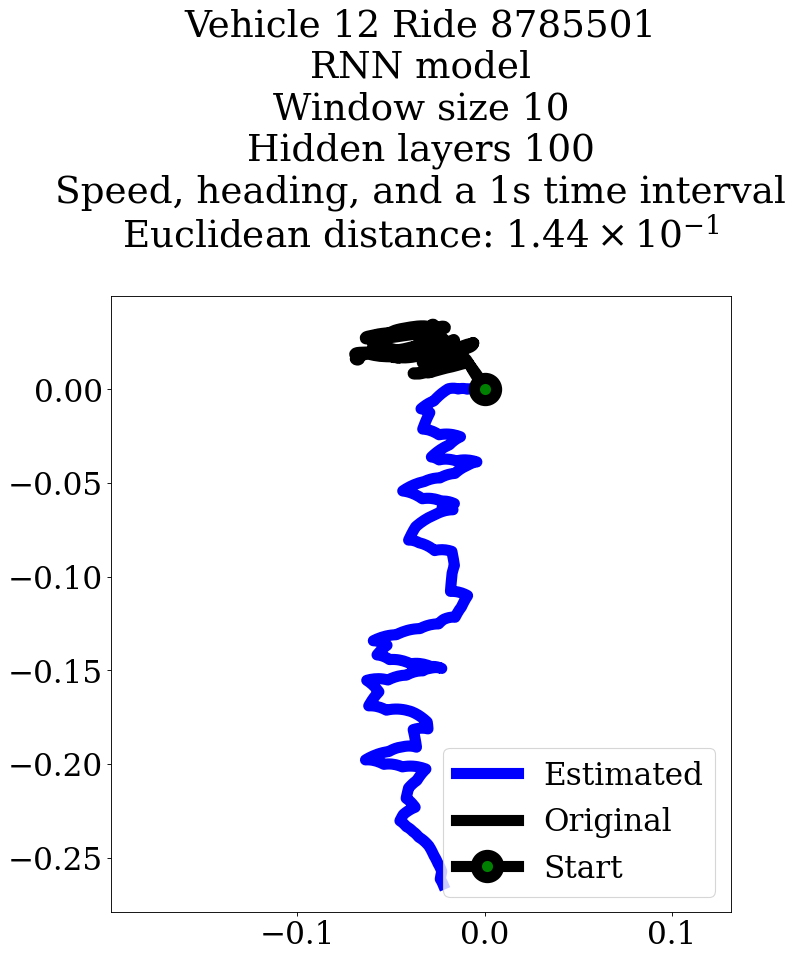 Vehicle 12 Ride 8785501
RNN model
Window size 10
Hidden layers 100
Speed, heading, and a 1s time interval
Euclidean distance: 1.44 × 10⁻¹
0.00
−0.05
−0.10
−0.15
−0.20
−0.25
Estimated
Original
Start
−0.1 0.0 0.1